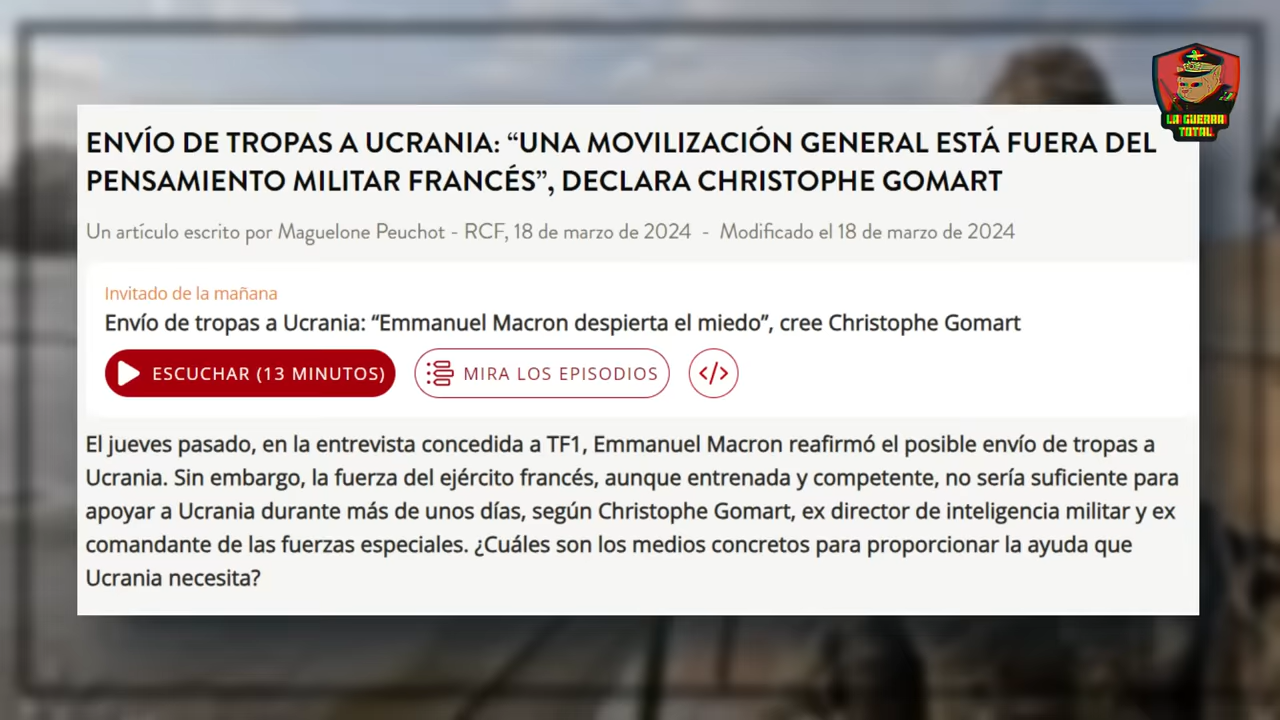 LA GUERRA
TOTAL
ENVÍO DE TROPAS A UCRANIA: “UNA MOVILIZACIÓN GENERAL ESTÁ FUERA DEL
PENSAMIENTO MILITAR FRANCÉS”, DECLARA CHRISTOPHE GOMART
Un artículo escrito por Maguelone Peuchot - RCF, 18 de marzo de 2024 - Modificado el 18 de marzo de 2024
Invitado de la mañana
Envío de tropas a Ucrania: “Emmanuel Macron despierta el miedo”, cree Christophe Gomart
ESCUCHAR (13 MINUTOS)
MIRA LOS EPISODIOS
</>
El jueves pasado, en la entrevista concedida a TF1, Emmanuel Macron reafirmó el posible envío de tropas a
Ucrania. Sin embargo, la fuerza del ejército francés, aunque entrenada y competente, no sería suficiente para
apoyar a Ucrania durante más de unos días, según Christophe Gomart, ex director de inteligencia militar y ex
comandante de las fuerzas especiales. ¿Cuáles son los medios concretos para proporcionar la ayuda que
Ucrania necesita?